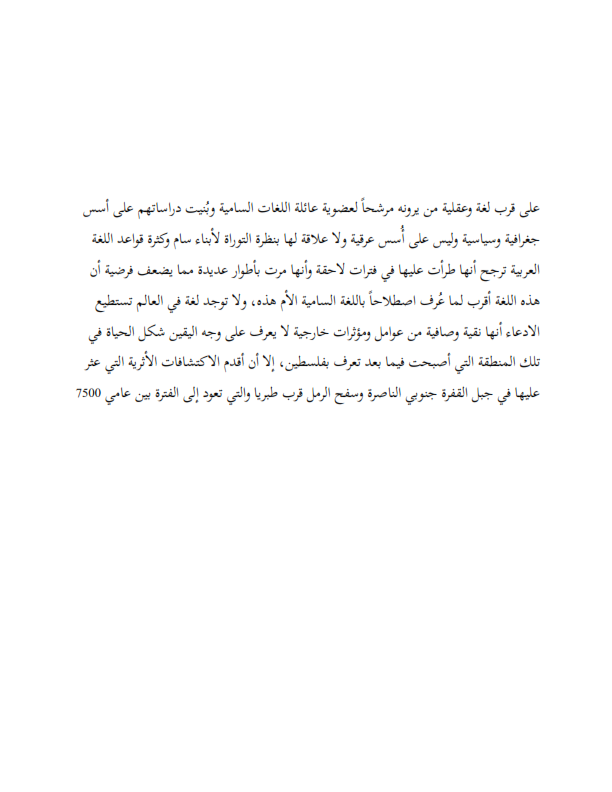 على قرب لغة وعقلية من يرونه مرشحاً لعضوية عائلة اللغات السامية وبُنيت دراساتهم على أسس
جغرافية وسياسية وليس على أُسس عرقية ولا علاقة لها بنظرة التوراة لأبناء سام وكثرة قواعد اللغة
العربية ترجح أنها طرأت عليها في فترات لاحقة وأنها مرت بأطوار عديدة مما يضعف فرضية أن
هذه اللغة أقرب لما عُرف اصطلاحاً باللغة السامية الأم هذه، ولا توجد لغة في العالم تستطيع
الادعاء أنها نقية وصافية من عوامل ومؤثرات خارجية لا يعرف على وجه اليقين شكل الحياة في
تلك المنطقة التي أصبحت فيما بعد تعرف بفلسطين، إلا أن أقدم الاكتشافات الأثرية التي عثر
عليها في جبل القفرة جنوبي الناصرة وسفح الرمل قرب طبريا والتي تعود إلى الفترة بين عامي 7500